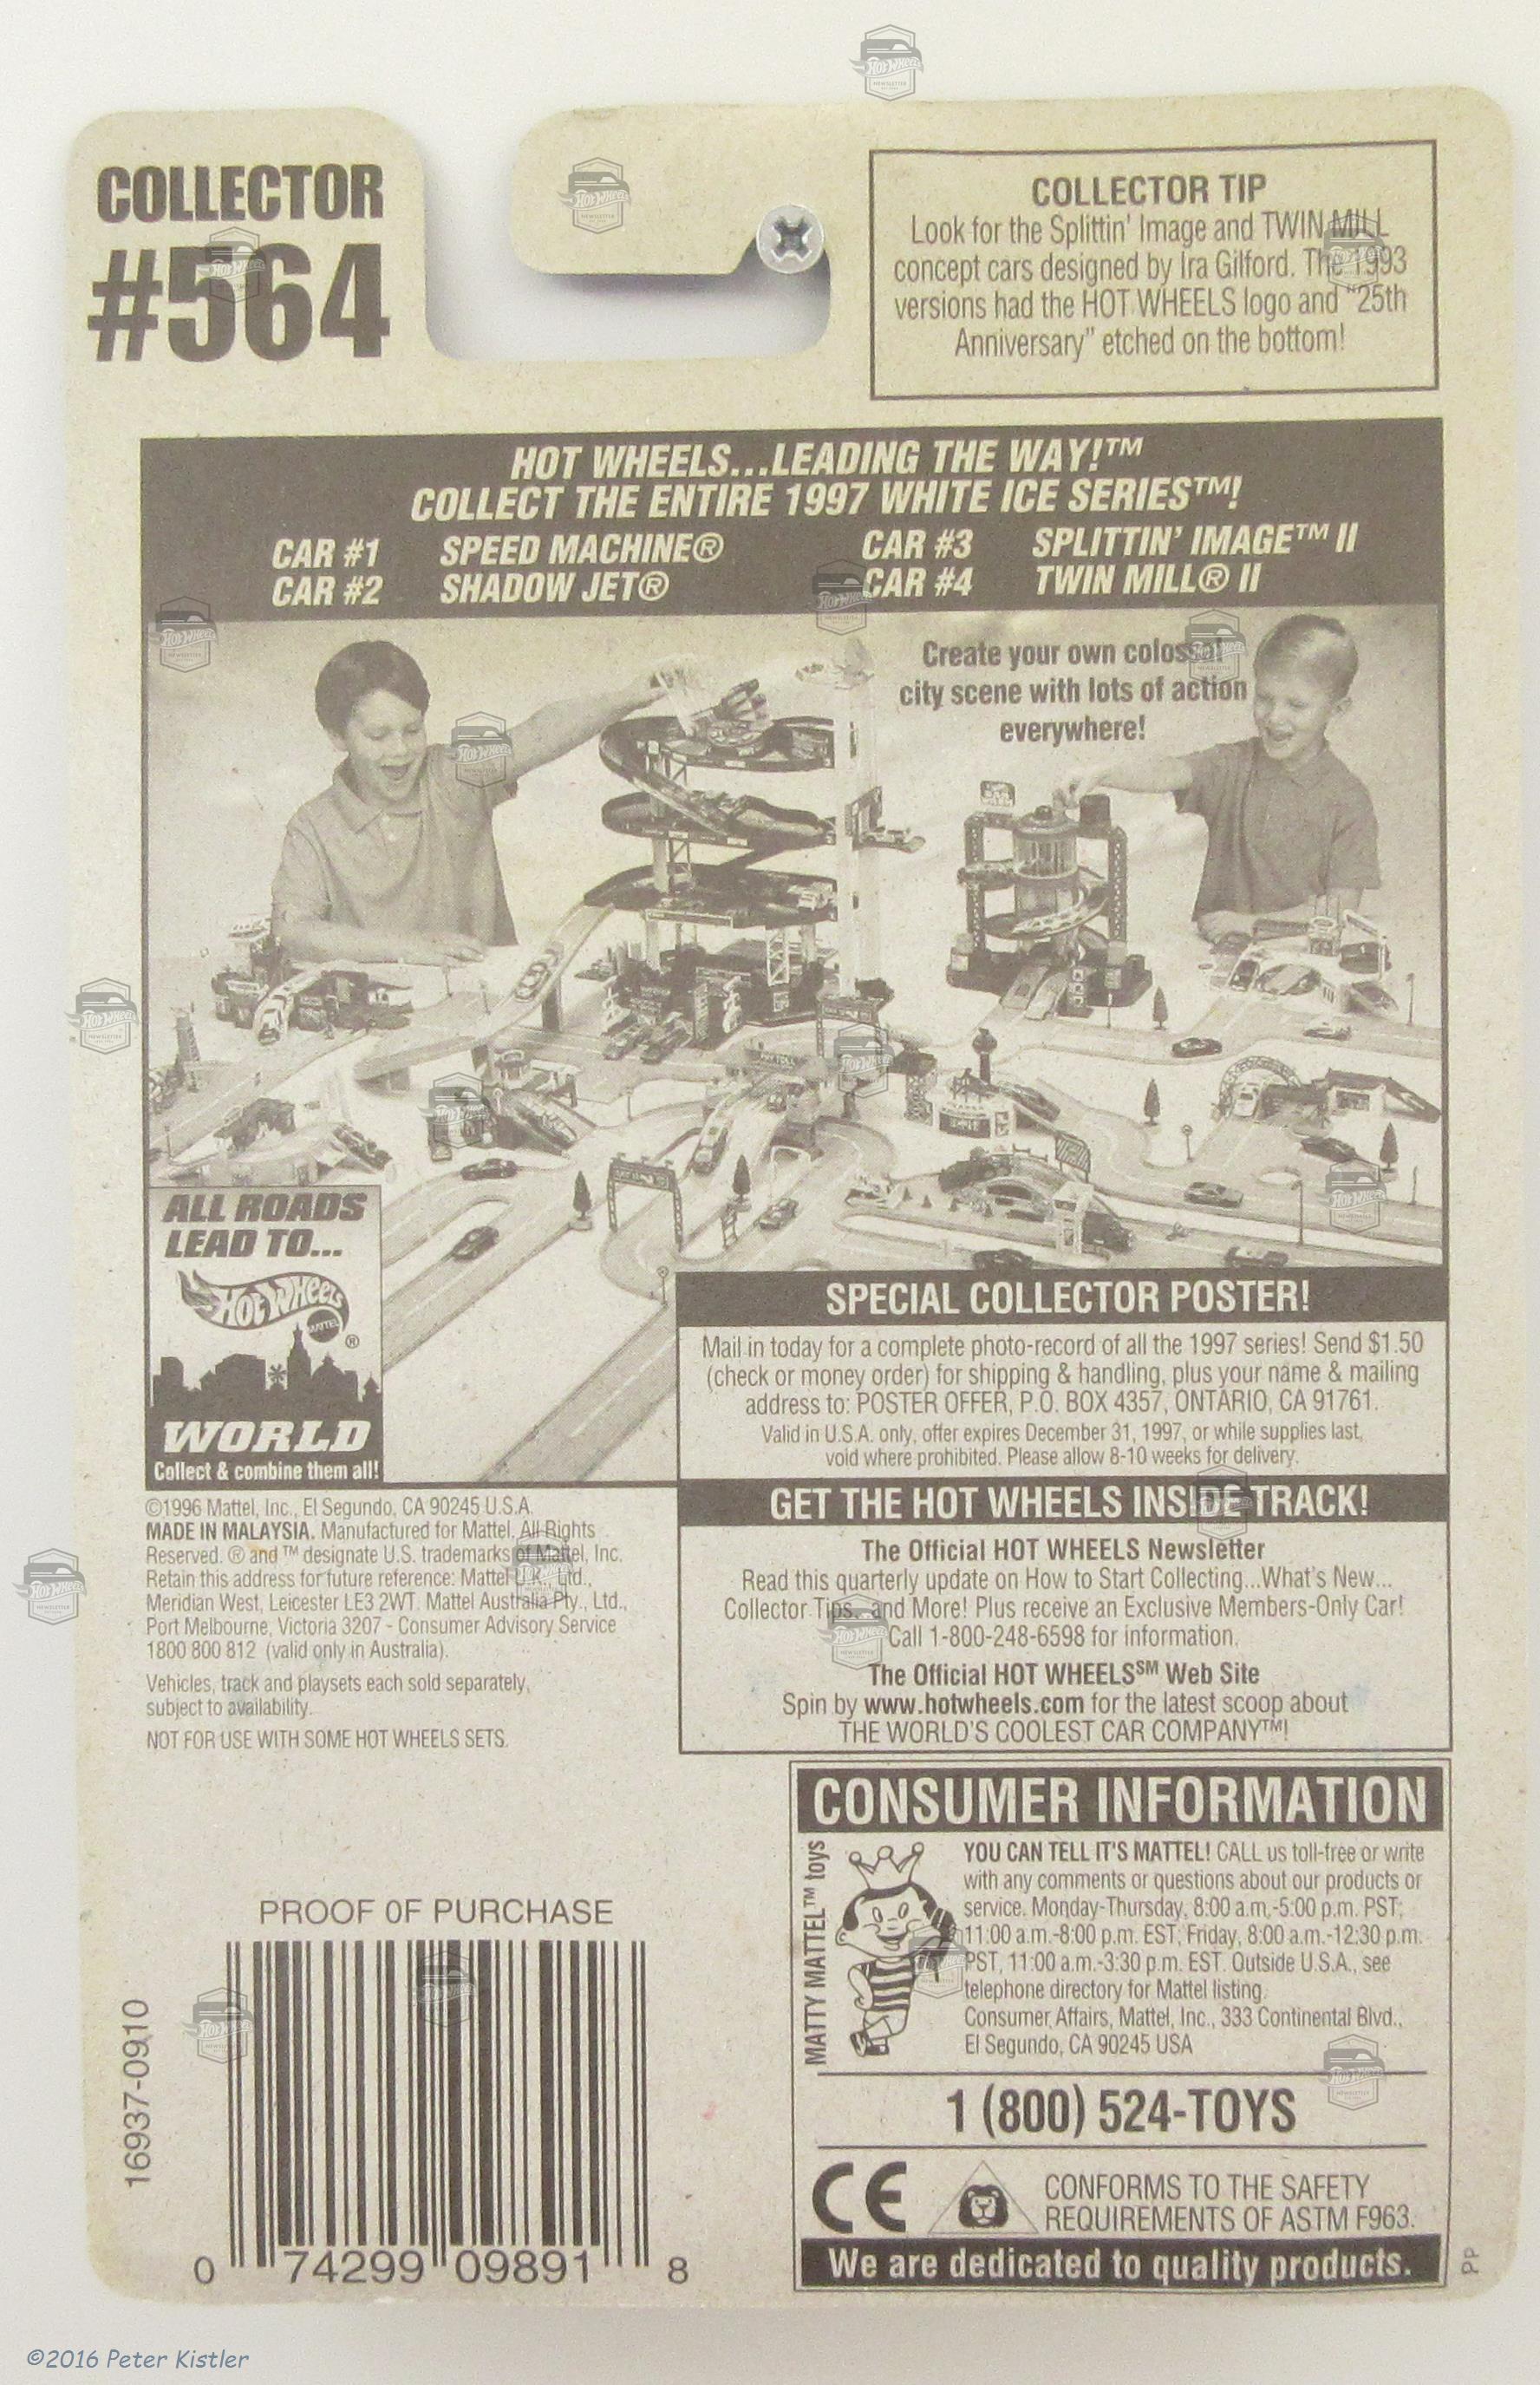 COLLECTOR
#564
COLLECTOR TIP
Look for the Splittin' Image and TWIN MILL
concept cars designed by Ira Gilford. The 1993
versions had the HOT WHEELS logo and "25th
Anniversary" etched on the bottom!
HOT WHEELS...LEADING THE WAY!™
COLLECT THE ENTIRE 1997 WHITE ICE SERIES™!
CAR #1 SPEED MACHINE® CAR #3 SPLITTIN' IMAGE™ II
CAR #2 SHADOW JET® CAR #4 TWIN MILL® II
Create your own colossal
city scene with lots of action
everywhere!
ALL ROADS
LEAD TO...
HOT WHEELS
MATTEL
®
WORLD
Collect & combine them all!
SPECIAL COLLECTOR POSTER!
Mail in today for a complete photo-record of all the 1997 series! Send $1.50
(check or money order) for shipping & handling, plus your name & mailing
address to: POSTER OFFER, P.O. BOX 4357, ONTARIO, CA 91761.
Valid in U.S.A. only, offer expires December 31, 1997, or while supplies last,
void where prohibited. Please allow 8-10 weeks for delivery.
GET THE HOT WHEELS INSIDE TRACK!
The Official HOT WHEELS Newsletter
Read this quarterly update on How to Start Collecting...What's New...
Collector Tips...and More! Plus receive an Exclusive Members-Only Car!
Call 1-800-248-6598 for information.
The Official HOT WHEELS℠ Web Site
Spin by www.hotwheels.com for the latest scoop about
THE WORLD'S COOLEST CAR COMPANY™!
©1996 Mattel, Inc., El Segundo, CA 90245 U.S.A.
MADE IN MALAYSIA. Manufactured for Mattel. All Rights
Reserved. ® and ™ designate U.S. trademarks of Mattel, Inc.
Retain this address for future reference: Mattel U.K., Ltd.,
Meridian West, Leicester LE3 2WT. Mattel Australia Pty., Ltd.,
Port Melbourne, Victoria 3207 - Consumer Advisory Service
1800 800 812 (valid only in Australia).
Vehicles, track and playsets each sold separately,
subject to availability.
NOT FOR USE WITH SOME HOT WHEELS SETS.
CONSUMER INFORMATION
MATTY MATTEL™ toys
YOU CAN TELL IT'S MATTEL! CALL us toll-free or write
with any comments or questions about our products or
service. Monday-Thursday, 8:00 a.m.-5:00 p.m. PST;
11:00 a.m.-8:00 p.m. EST; Friday, 8:00 a.m.-12:30 p.m.
PST, 11:00 a.m.-3:30 p.m. EST. Outside U.S.A., see
telephone directory for Mattel listing.
Consumer Affairs, Mattel, Inc., 333 Continental Blvd.,
El Segundo, CA 90245 USA
1 (800) 524-TOYS
CE
CONFORMS TO THE SAFETY
REQUIREMENTS OF ASTM F963.
We are dedicated to quality products.
PP
PROOF OF PURCHASE
16937-0910
0 74299 09891 8
©2016 Peter Kistler